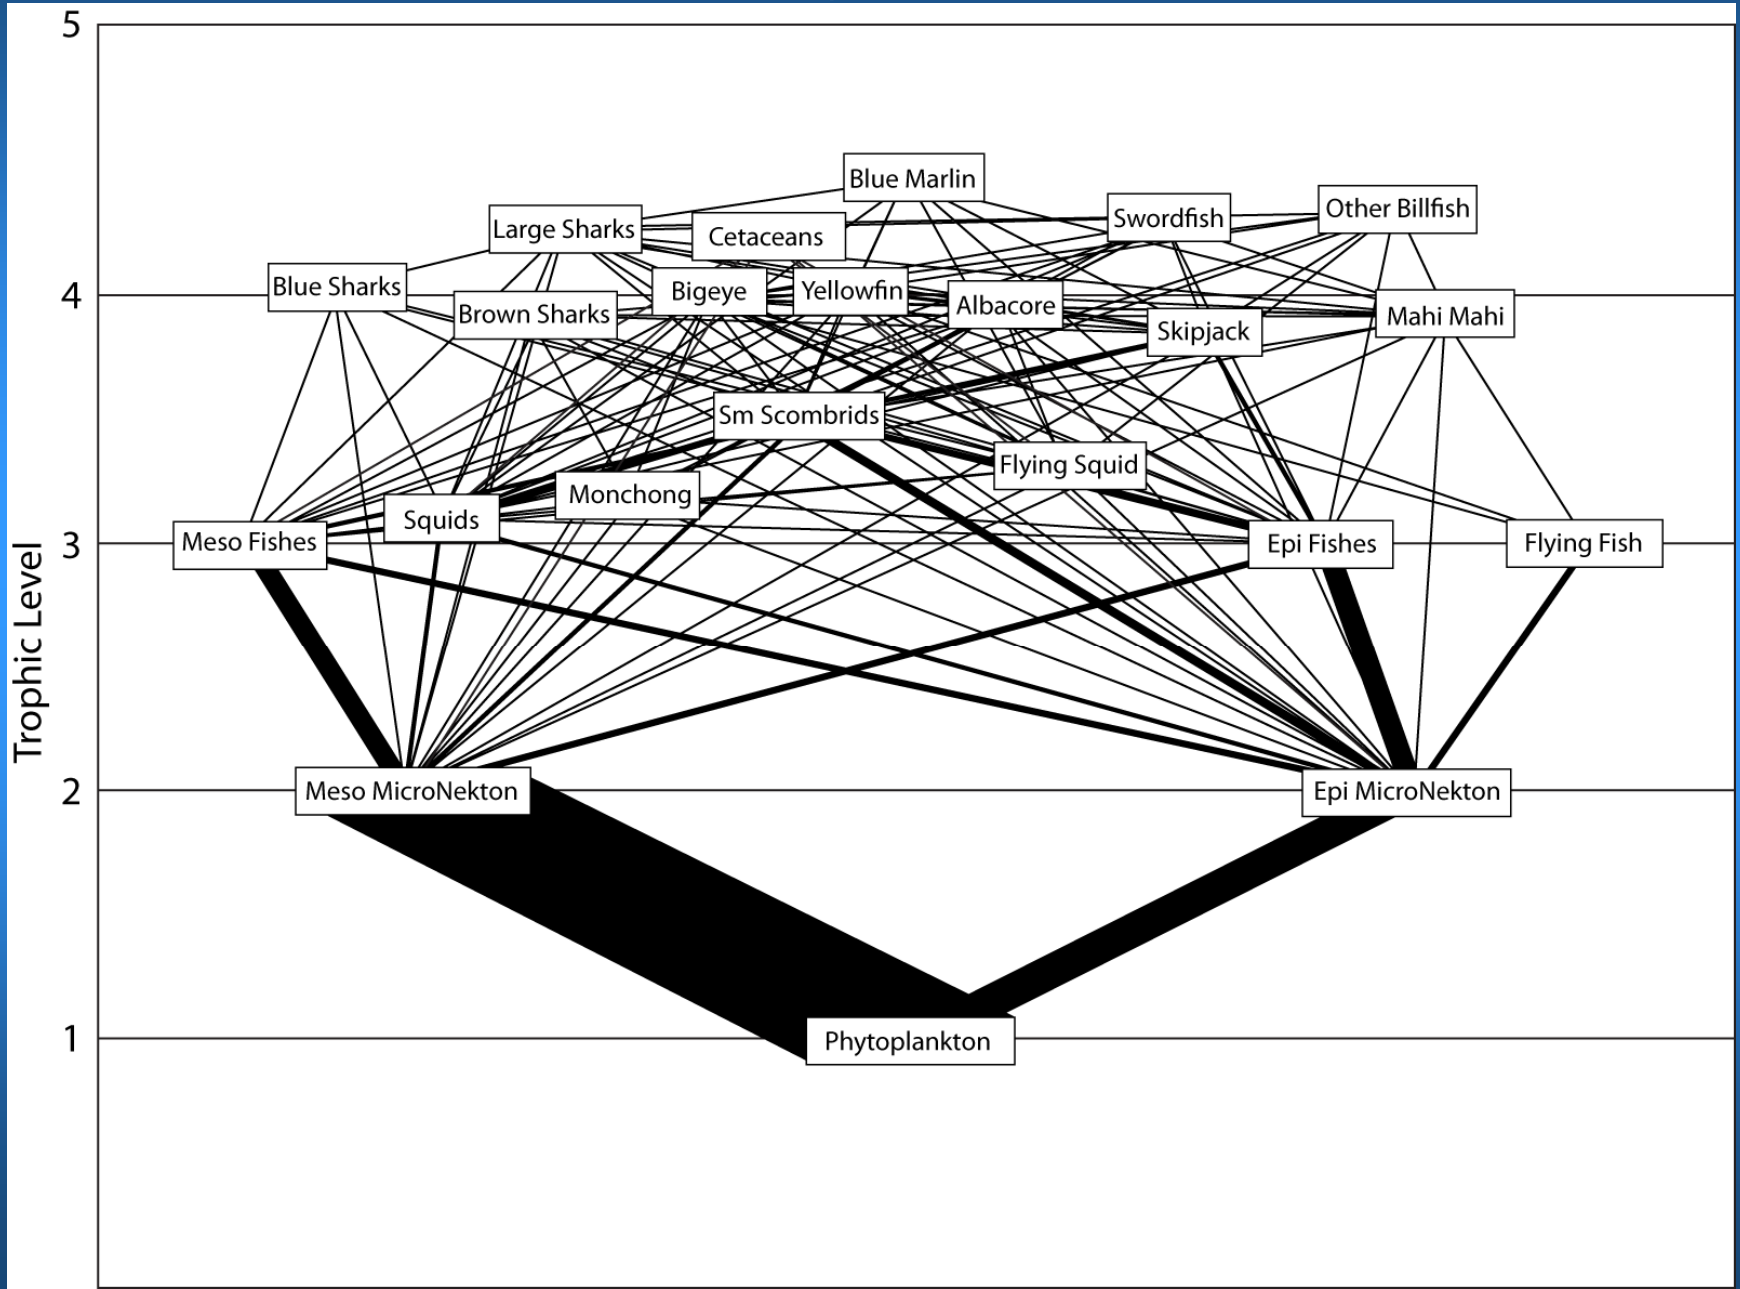 5
Blue Marlin
Other Billfish
Swordfish
Large Sharks
Cetaceans
Blue Sharks
4
Bigeye
Yellowfin
Albacore
Brown Sharks
Mahi Mahi
Skipjack
Sm Scombrids
Flying Squid
Monchong
Squids
3
Meso Fishes
Epi Fishes
Flying Fish
Trophic Level
2
Meso MicroNekton
Epi MicroNekton
1
Phytoplankton